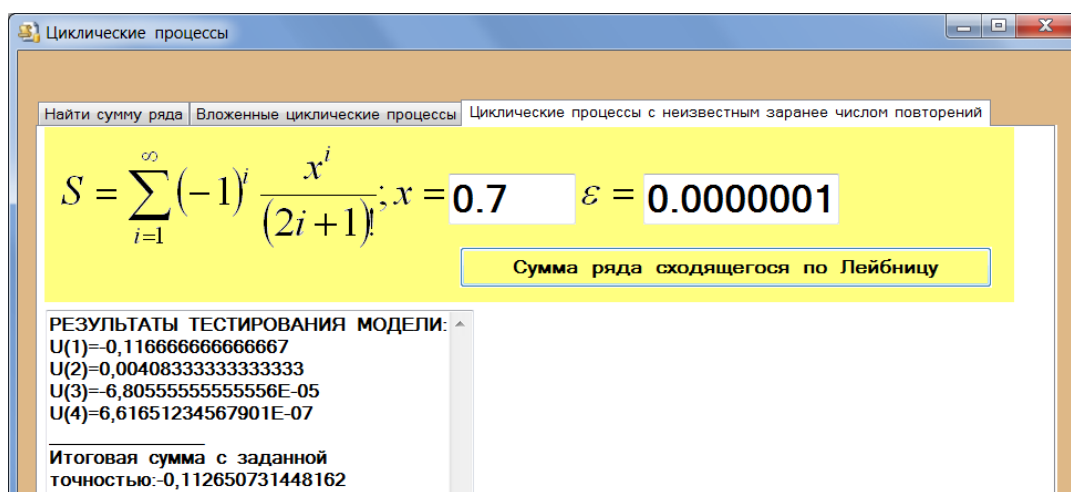 Циклические процессы
Найти сумму ряда Вложенные циклические процессы Циклические процессы с неизвестным заранее числом повторений
S = ∑_{i=1}^{∞} (-1)^i x^i/(2i+1)!; x = 0.7 ε = 0.0000001
Сумма ряда сходящегося по Лейбницу
РЕЗУЛЬТАТЫ ТЕСТИРОВАНИЯ МОДЕЛИ:
U(1)=-0,116666666666667
U(2)=0,00408333333333333
U(3)=-6,80555555555556E-05
U(4)=6,61651234567901E-07
Итоговая сумма с заданной
точностью:-0,112650731448162